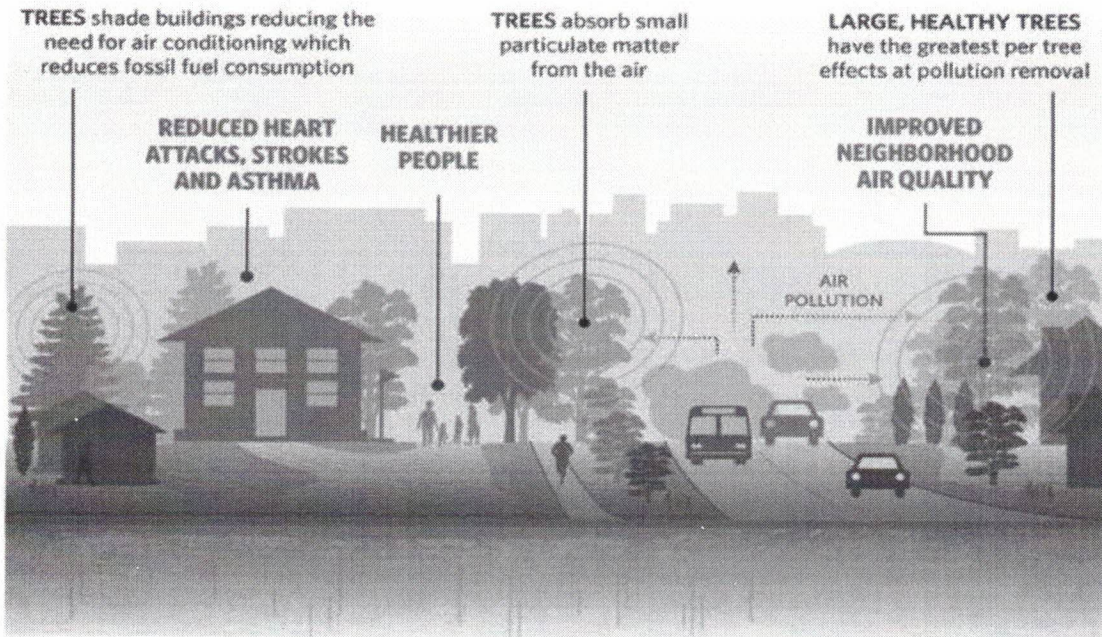 TREES shade buildings reducing the
need for air conditioning which
reduces fossil fuel consumption
TREES absorb small
particulate matter
from the air
LARGE, HEALTHY TREES
have the greatest per tree
effects at pollution removal
REDUCED HEART
ATTACKS, STROKES
AND ASTHMA
HEALTHIER
PEOPLE
IMPROVED
NEIGHBORHOOD
AIR QUALITY
AIR
POLLUTION